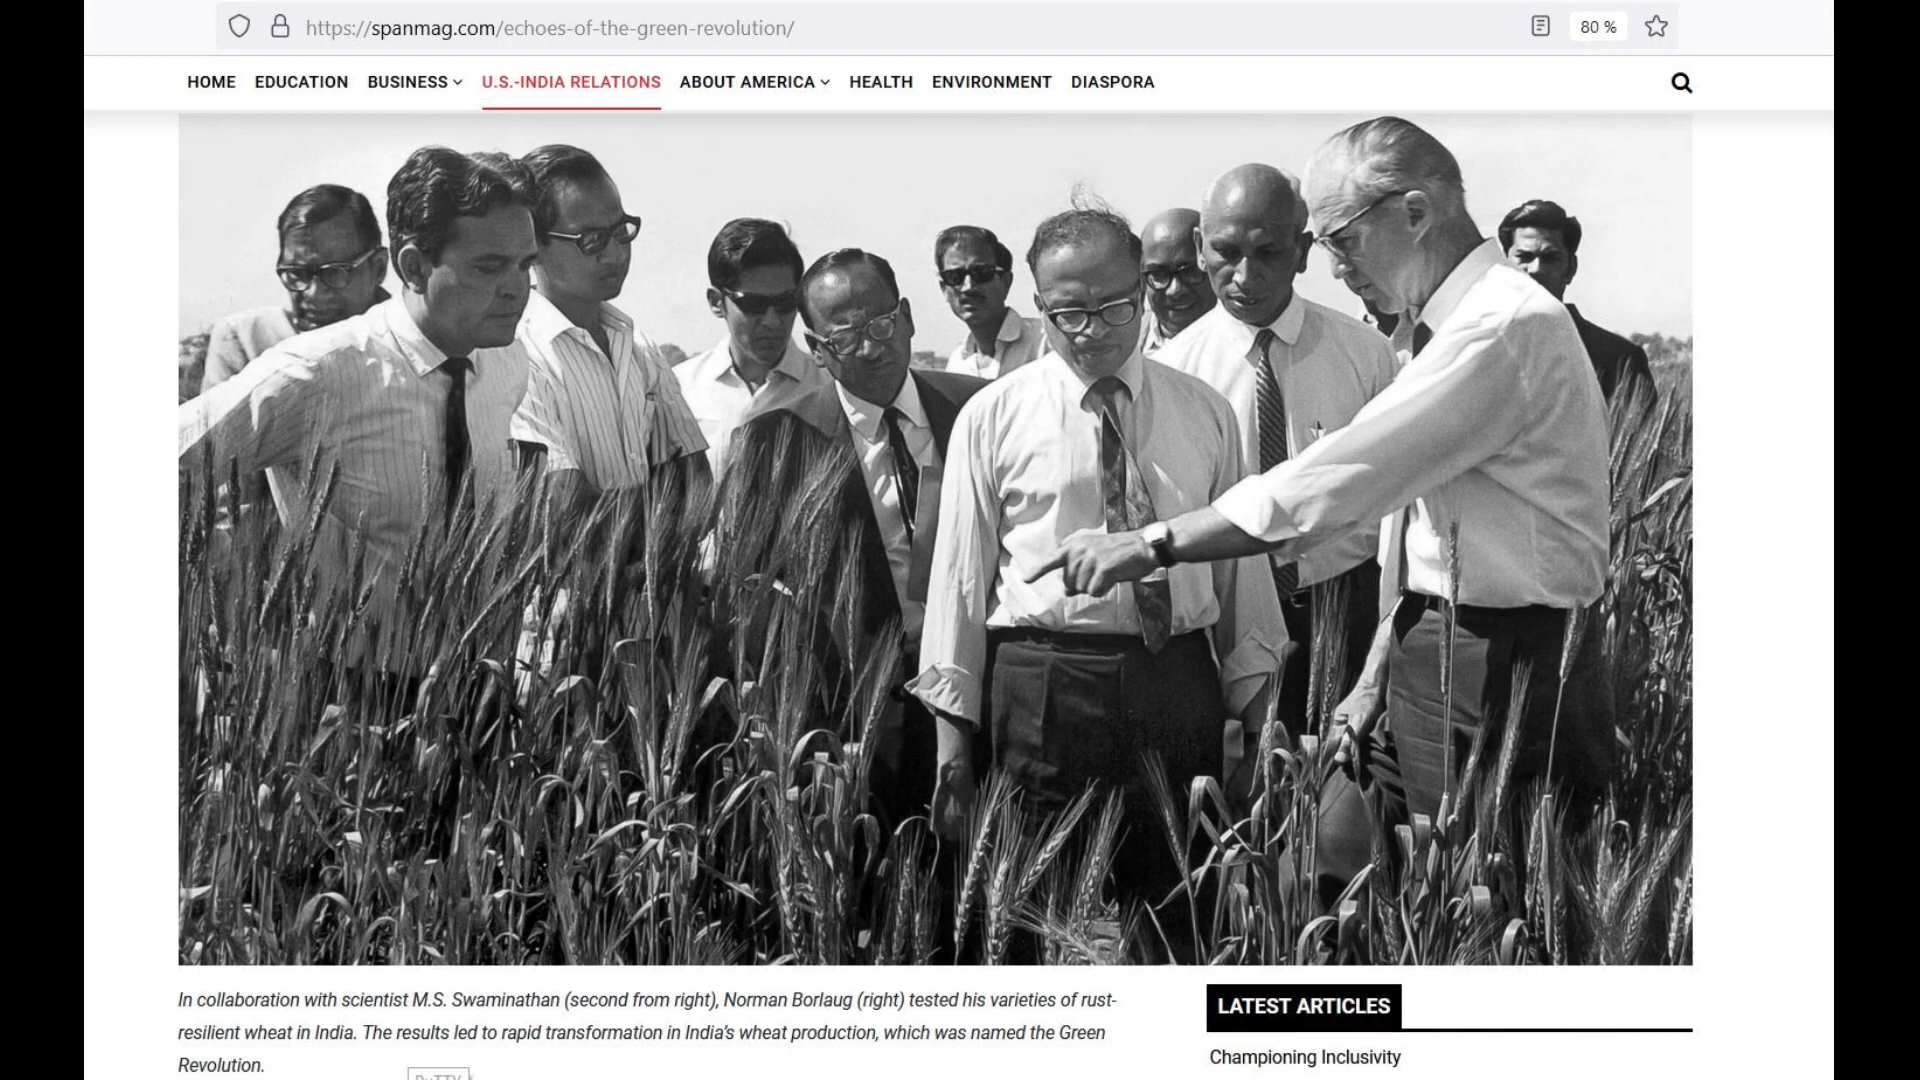 https://spanmag.com/echoes-of-the-green-revolution/
80 %
HOME EDUCATION BUSINESS U.S.-INDIA RELATIONS ABOUT AMERICA HEALTH ENVIRONMENT DIASPORA
In collaboration with scientist M.S. Swaminathan (second from right), Norman Borlaug (right) tested his varieties of rust-
resilient wheat in India. The results led to rapid transformation in India's wheat production, which was named the Green
Revolution.
LATEST ARTICLES
Championing Inclusivity